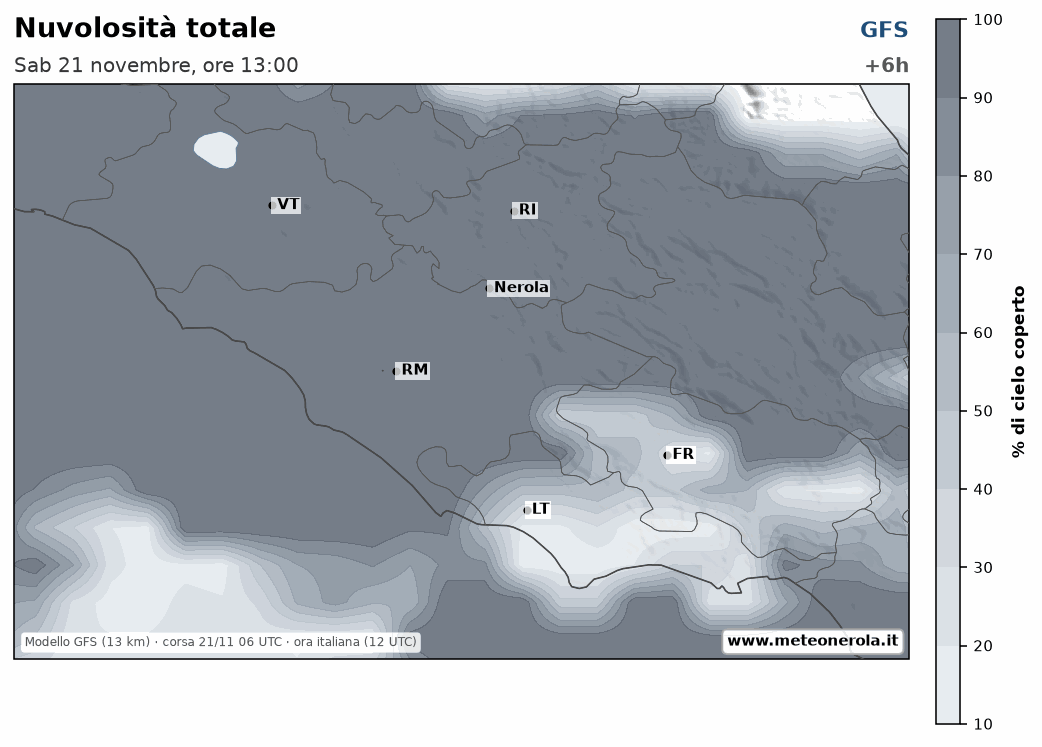 Nuvolosità totale
GFS
Sab 21 novembre, ore 13:00
+6h
100
90
80
70
60
50
40
30
20
10
% di cielo coperto
VT
RI
Nerola
RM
FR
LT
Modello GFS (13 km) · corsa 21/11 06 UTC · ora italiana (12 UTC)
www.meteonerola.it